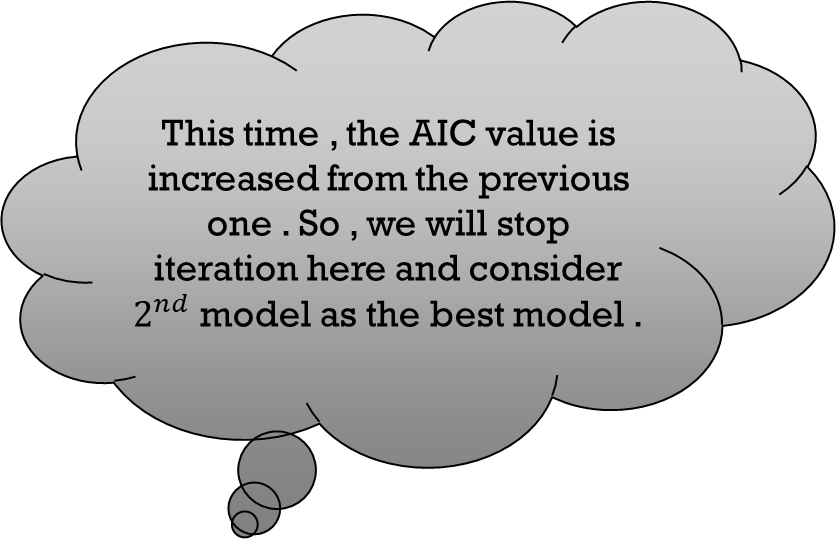 This time , the AIC value is
increased from the previous
one . So , we will stop
iteration here and consider
2ⁿᵈ model as the best model .